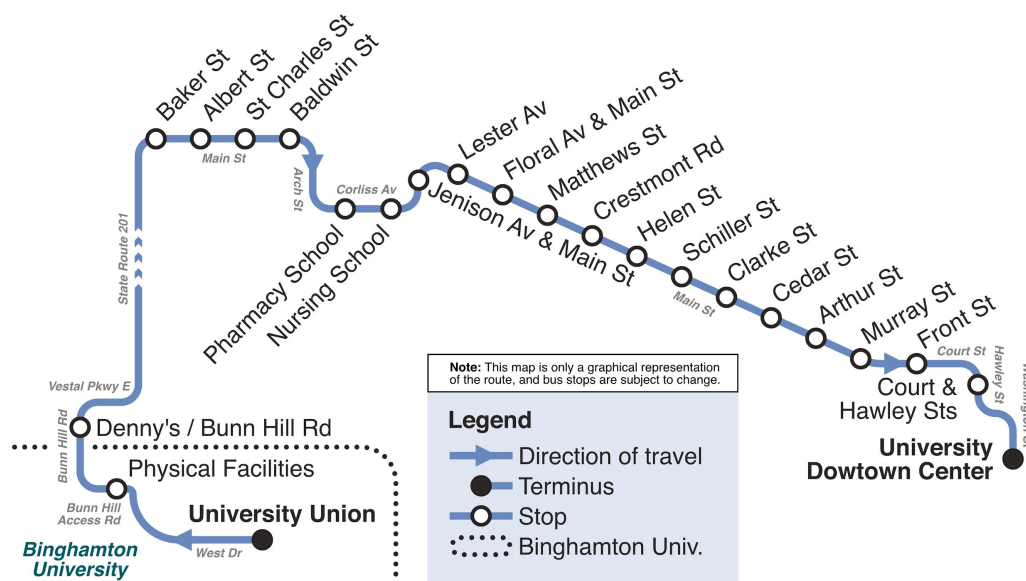 Baker St
Albert St
St Charles St
Baldwin St
Main St
Arch St
Corliss Av
Pharmacy School
Nursing School
Jenison Av & Main St
Lester Av
Floral Av & Main St
Matthews St
Crestmont Rd
Helen St
Schiller St
Main St
Clarke St
Cedar St
Arthur St
Murray St
Front St
Court St
Hawley St
Court &
Hawley Sts
University
Dowtown Center
State Route 201
Vestal Pkwy E
Bunn Hill Rd
Denny's / Bunn Hill Rd
Physical Facilities
Bunn Hill
Access Rd
University Union
West Dr
Binghamton
University
Note: This map is only a graphical representation
of the route, and bus stops are subject to change.
Legend
Direction of travel
Terminus
Stop
Binghamton Univ.